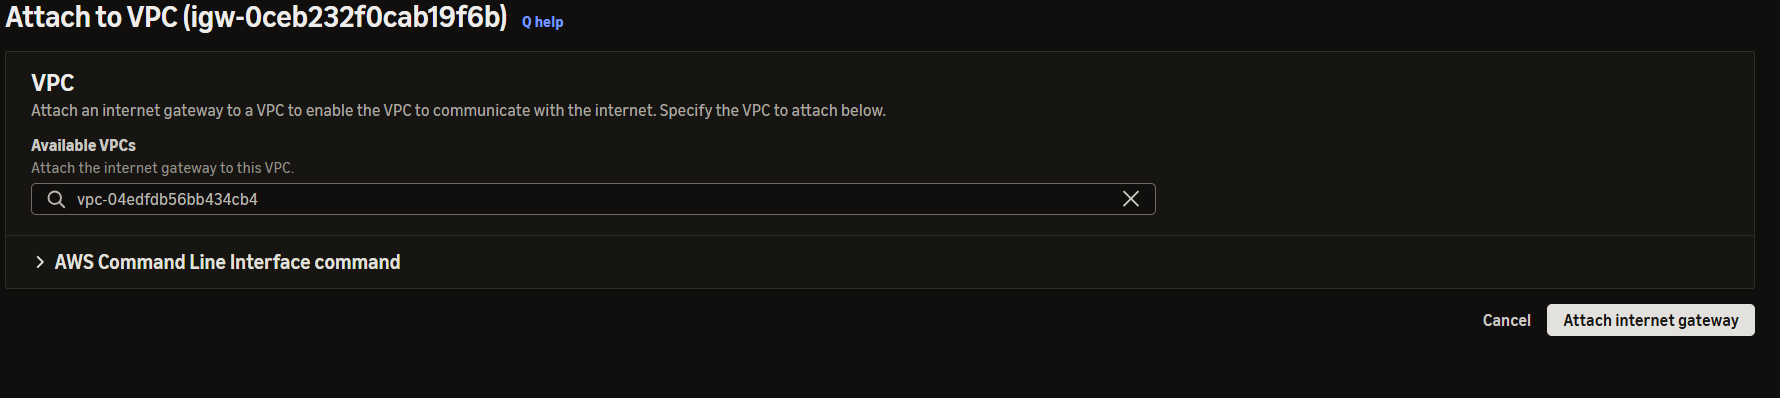 Attach to VPC (igw-0ceb232f0cab19f6b) Q help
VPC
Attach an internet gateway to a VPC to enable the VPC to communicate with the internet. Specify the VPC to attach below.
Available VPCs
Attach the internet gateway to this VPC.
vpc-04edfdb56bb434cb4
AWS Command Line Interface command
Cancel Attach internet gateway